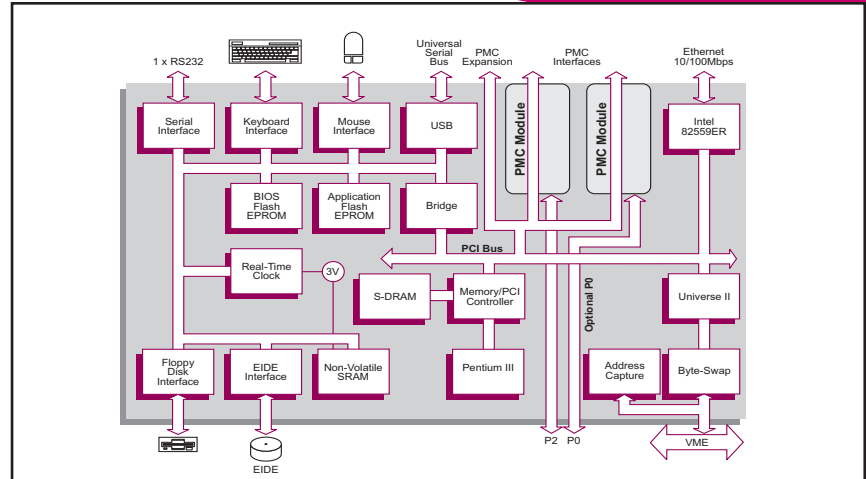 1 x RS232
Universal
Serial
Bus
PMC
Expansion
PMC
Interfaces
Ethernet
10/100Mbps
Serial
Interface
Keyboard
Interface
Mouse
Interface
USB
PMC Module
PMC Module
Intel
82559ER
BIOS
Flash
EPROM
Application
Flash
EPROM
Bridge
PCI Bus
Real-Time
Clock
3V
S-DRAM
Memory/PCI
Controller
Optional P0
Universe II
Floppy
Disk
Interface
EIDE
Interface
Non-Volatile
SRAM
Pentium III
Address
Capture
Byte-Swap
P2
P0
VME
EIDE